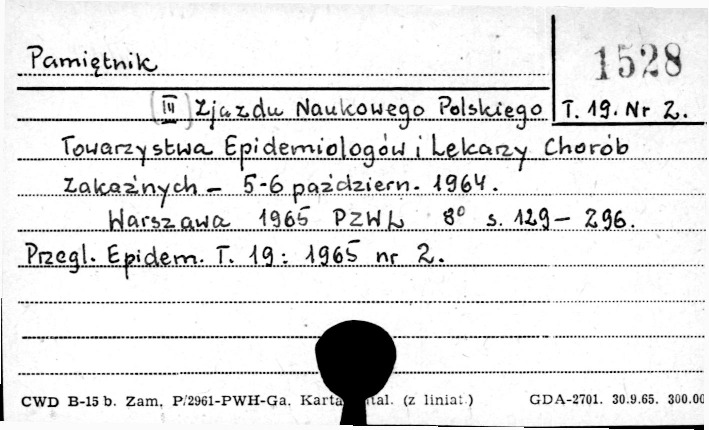 Pamiętnik
1528
(III) Zjazdu Naukowego Polskiego
T. 19. Nr 2.
Towarzystwa Epidemiologów i Lekarzy Chorób
Zakaźnych – 5-6 październ. 1964.
Warszawa 1965 PZWL 8° s. 129 – 296.
Przegl. Epidem. T. 19: 1965 nr 2.
CWD B-15 b. Zam. P/2961-PWH-Ga. Karta tal. (z liniat.) GDA-2701. 30.9.65. 300.00